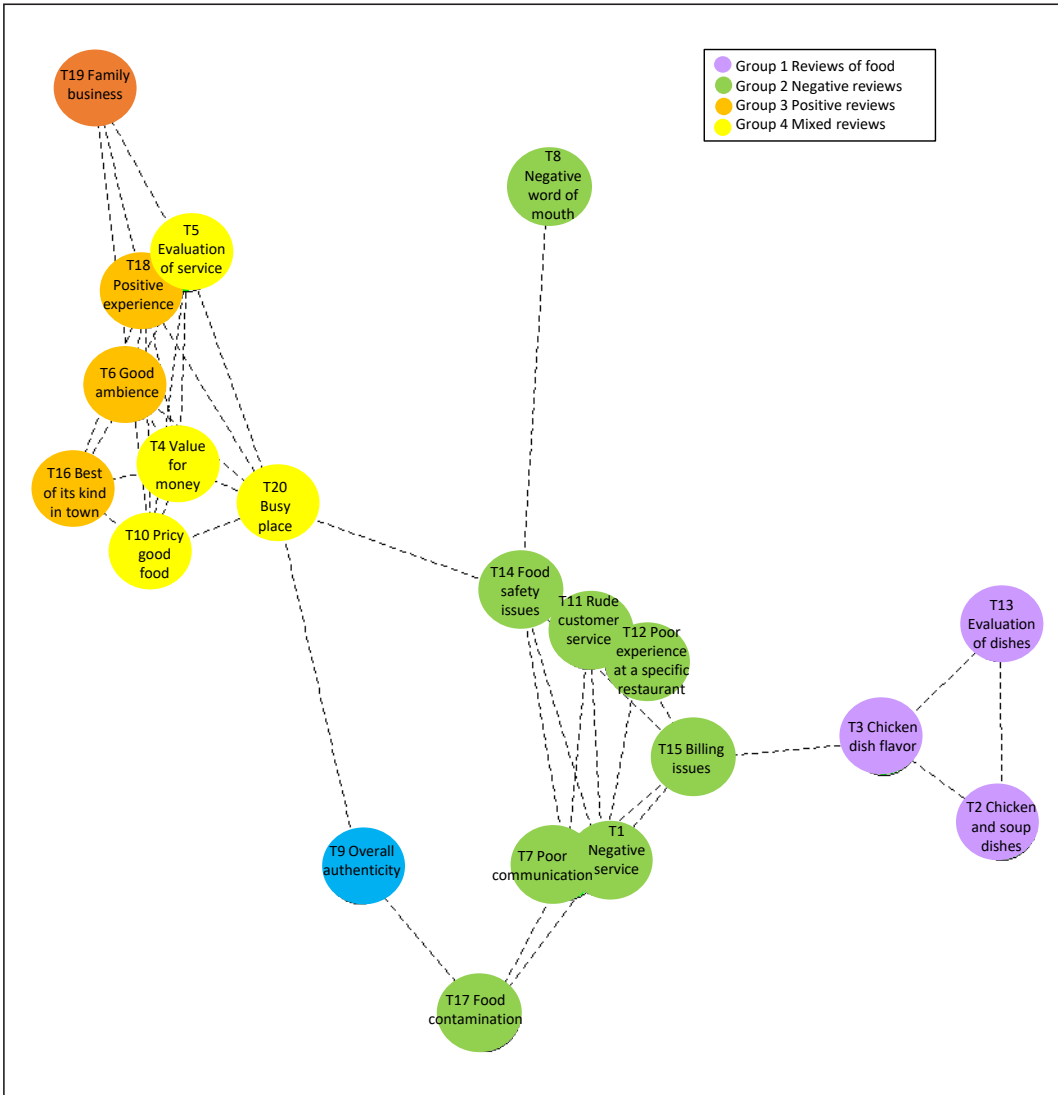 T19 Family
business
Group 1 Reviews of food
Group 2 Negative reviews
Group 3 Positive reviews
Group 4 Mixed reviews
T8
Negative
word of
mouth
T5
Evaluation
of service
T18
Positive
experience
T6 Good
ambience
T4 Value
for
money
T16 Best
of its kind
in town
T20
Busy
place
T10 Pricy
good
food
T14 Food
safety
issues
T11 Rude
customer
service
T12 Poor
experience
at a specific
restaurant
T13
Evaluation
of dishes
T3 Chicken
dish flavor
T15 Billing
issues
T2 Chicken
and soup
dishes
T1
Negative
service
T7 Poor
communication
T9 Overall
authenticity
T17 Food
contamination